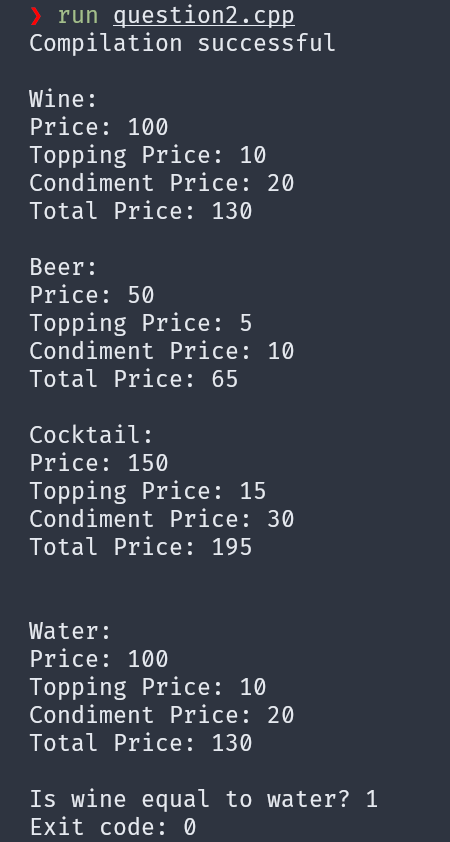 ❯ run question2.cpp
Compilation successful
Wine:
Price: 100
Topping Price: 10
Condiment Price: 20
Total Price: 130
Beer:
Price: 50
Topping Price: 5
Condiment Price: 10
Total Price: 65
Cocktail:
Price: 150
Topping Price: 15
Condiment Price: 30
Total Price: 195
Water:
Price: 100
Topping Price: 10
Condiment Price: 20
Total Price: 130
Is wine equal to water? 1
Exit code: 0